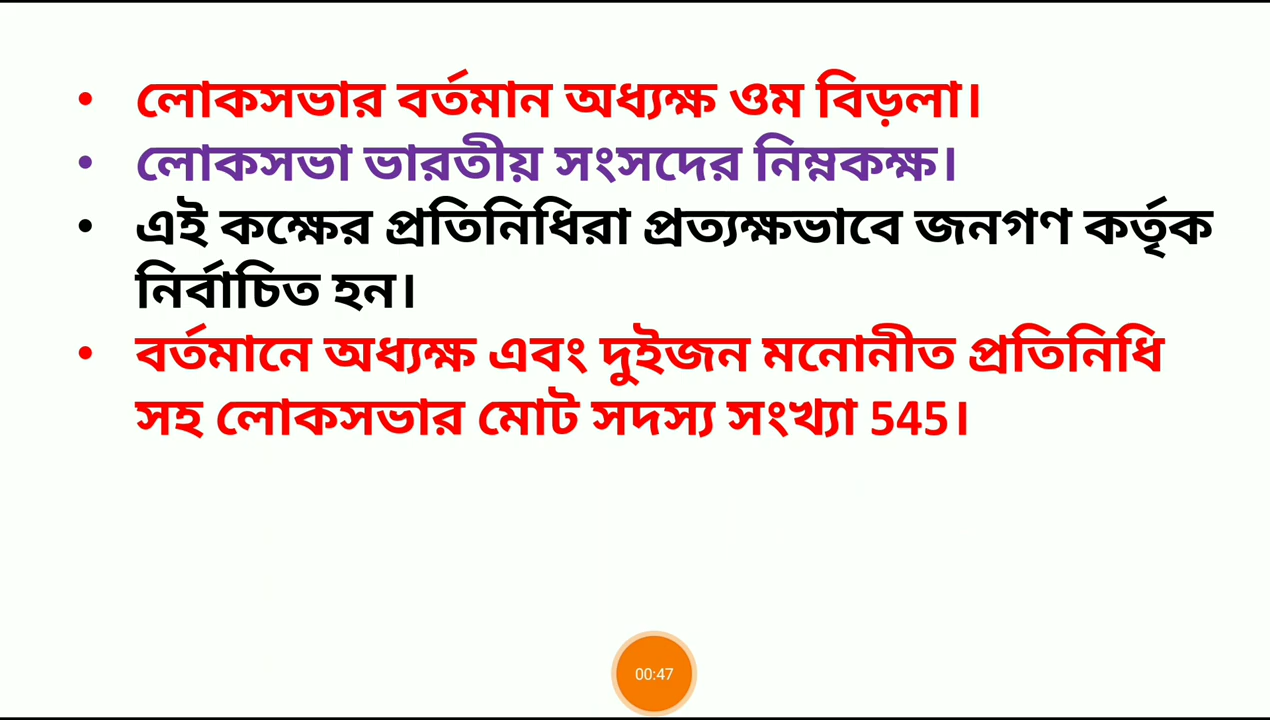 • লোকসভার বর্তমান অধ্যক্ষ ওম বিড়লা।
• লোকসভা ভারতীয় সংসদের নিম্নকক্ষ।
• এই কক্ষের প্রতিনিধিরা প্রত্যক্ষভাবে জনগণ কর্তৃক
নির্বাচিত হন।
• বর্তমানে অধ্যক্ষ এবং দুইজন মনোনীত প্রতিনিধি
সহ লোকসভার মোট সদস্য সংখ্যা 545।
00:47